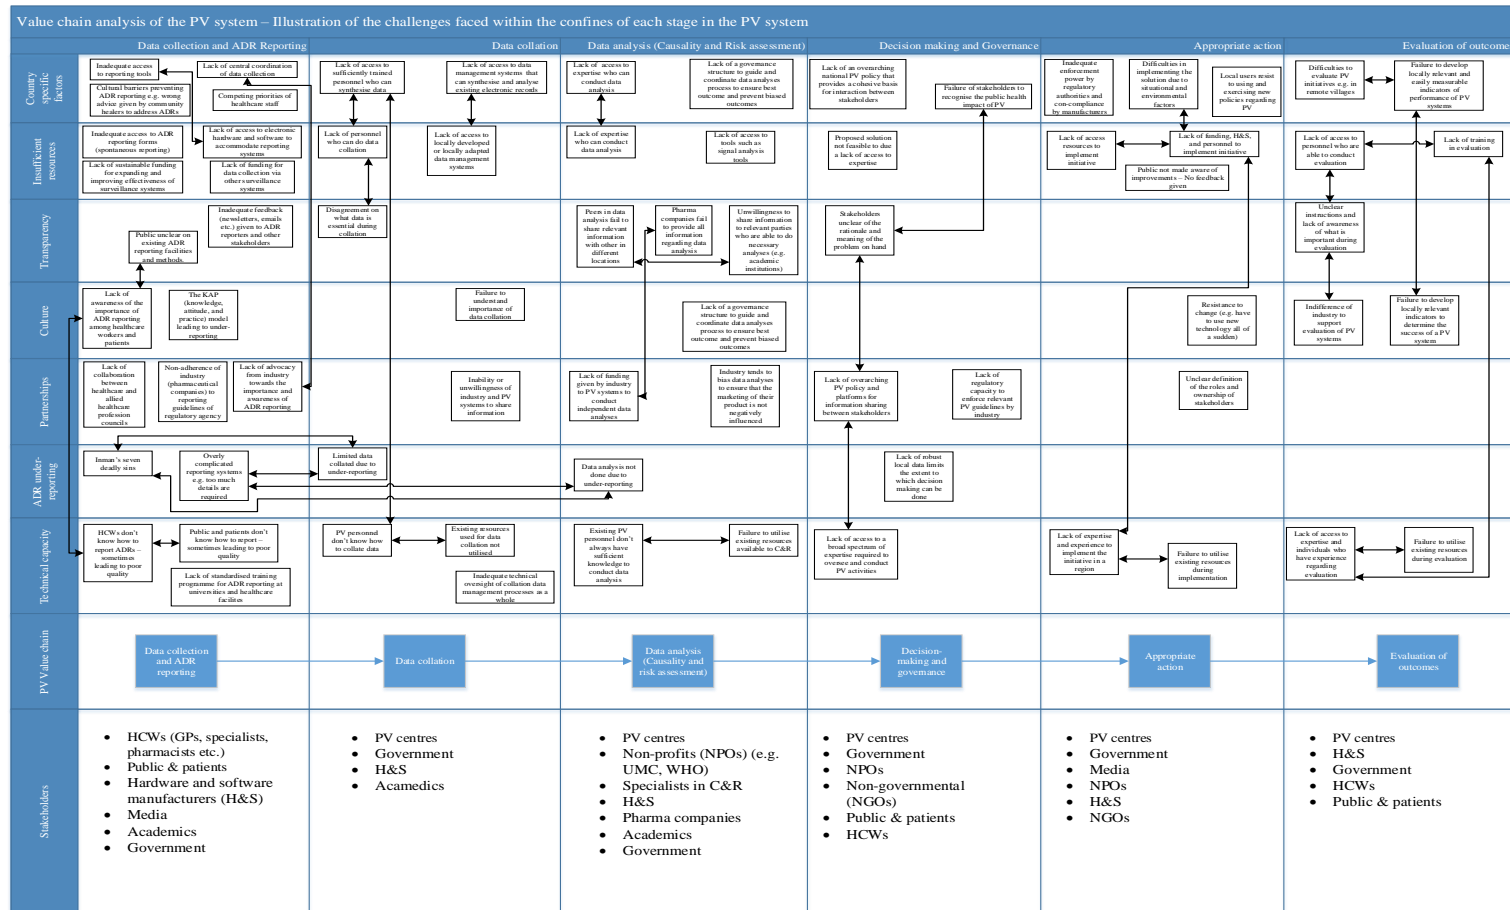 Value chain analysis of the PV system – Illustration of the challenges faced within the confines of each stage in the PV system
Data collection and ADR Reporting
Data collation
Data analysis (Causality and Risk assessment)
Decision making and Governance
Appropriate action
Evaluation of outcome
Country
specific
factors
Inadequate access
to reporting tools
Lack of central coordination
of data collection
Cultural barriers preventing
ADR reporting e.g. wrong
advice given by community
healers to address ADRs
Competing priorities of
healthcare staff
Lack of access to
sufficiently trained
personnel who can
synthesise data
Lack of access to data
management systems that
can synthesise and analyse
existing electronic records
Lack of access to
expertise who can
conduct data
analysis
Lack of a governance
structure to guide and
coordinate data analyses
process to ensure best
outcome and prevent biased
outcomes
Lack of an overarching
national PV policy that
provides a cohesive basis
for interaction between
stakeholders
Failure of stakeholders to
recognise the public health
impact of PV
Inadequate
enforcement
power by
regulatory
authorities and
con-compliance
by manufacturers
Difficulties in
implementing the
solution due to
situational and
environmental
factors
Local users resist
to using and
exercising new
policies regarding
PV
Difficulties to
evaluate PV
initiatives e.g. in
remote villages
Failure to develop
locally relevant and
easily measurable
indicators of
performance of PV
systems
Insufficient
resources
Inadequate access to ADR
reporting forms
(spontaneous reporting)
Lack of access to electronic
hardware and software to
accommodate reporting
systems
Lack of sustainable funding
for expanding and
improving effectiveness of
surveillance systems
Lack of funding for
data collection via
other surveillance
systems
Lack of personnel
who can do data
collation
Lack of access to
locally developed
or locally adapted
data management
systems
Lack of expertise
who can conduct
data analysis
Lack of access to
tools such as
signal analysis
tools
Proposed solution
not feasible to due
a lack of access to
expertise
Lack of access
resources to
implement
initiative
Lack of funding, H&S,
and personnel to
implement initiative
Public not made aware of
improvements – No feedback
given
Lack of access to
personnel who are
able to conduct
evaluation
Lack of training
in evaluation
Transparency
Inadequate feedback
(newsletters, emails
etc.) given to ADR
reporters and other
stakeholders
Public unclear on
existing ADR
reporting facilities
and methods.
Disagreement on
what data is
essential during
collation
Peers in data
analysis fail to
share relevant
information
with other in
different
locations
Pharma
companies fail to
provide all
information
regarding data
analysis
Unwillingness to
share information
to relevant parties
who are able to do
necessary
analyses (e.g.
academic
institutions)
Stakeholders
unclear of the
rationale and
meaning of the
problem on hand
Unclear
instructions and
lack of awareness
of what is
important during
evaluation
Culture
Lack of
awareness of the
importance of
ADR reporting
among healthcare
workers and
patients
The KAP
(knowledge,
attitude, and
practice) model
leading to under-
reporting
Failure to
understand
importance of
data collation
Lack of a governance
structure to guide and
coordinate data analyses
process to ensure best
outcome and prevent biased
outcomes
Resistance to
change (e.g. have
to use new
technology all of
a sudden)
Indifference of
industry to
support
evaluation of PV
systems
Failure to develop
locally relevant
indicators to
determine the
success of a PV
system
Partnerships
Lack of
collaboration
between
healthcare and
allied
healthcare
profession
councils
Non-adherence of
industry
(pharmaceutical
companies) to
reporting
guidelines of
regulatory agency
Lack of advocacy
from industry
towards the
importance and
awareness of
ADR reporting
Inability or
unwillingness of
industry and PV
systems to share
information
Lack of funding
given by industry
to PV systems to
conduct
independent data
analyses
Industry tends to
bias data analyses
to ensure that the
marketing of their
product is not
negatively
influenced
Lack of overarching
PV policy and
platforms for
information sharing
between stakeholders
Lack of
regulatory
capacity to
enforce relevant
PV guidelines by
industry
Unclear definition
of the roles and
ownership of
stakeholders
ADR under-
reporting
Inman's seven
deadly sins
Overly
complicated
reporting systems
e.g. too much
details are
required
Limited data
collated due to
under-reporting
Data analysis not
done due to
under-reporting
Lack of robust
local data limits
the extent to
which decision
making can be
done
Technical capacity
HCWs don't
know how to
report ADRs –
sometimes
leading to poor
quality
Public and patients don't
know how to report –
sometimes leading to poor
quality
Lack of standardised training
programme for ADR reporting at
universities and healthcare
facilites
PV personnel
don't know how
to collate data
Existing resources
used for data
collation not
utilised
Inadequate technical
oversight of collation data
management processes as a
whole
Existing PV
personnel don't
always have
sufficient
knowledge to
conduct data
analysis
Failure to utilise
existing resources
available to C&R
Lack of access to a
broad spectrum of
expertise required to
oversee and conduct
PV activities
Lack of expertise
and experience to
implement the
initiative in a
region
Failure to utilise
existing resources
during
implementation
Lack of access to
expertise and
individuals who
have experience
regarding
evaluation
Failure to utilise
existing resources
during evaluation
PV Value chain
Data collection
and ADR
reporting
Data collation
Data analysis
(Causality and
risk assessment)
Decision-
making and
governance
Appropriate
action
Evaluation of
outcomes
Stakeholders
• HCWs (GPs, specialists,
pharmacists etc.)
• Public & patients
• Hardware and software
manufacturers (H&S)
• Media
• Academics
• Government
• PV centres
• Government
• H&S
• Acamedics
• PV centres
• Non-profits (NPOs) (e.g.
UMC, WHO)
• Specialists in C&R
• H&S
• Pharma companies
• Academics
• Government
• PV centres
• Government
• NPOs
• Non-governmental
(NGOs)
• Public & patients
• HCWs
• PV centres
• Government
• Media
• NPOs
• H&S
• NGOs
• PV centres
• H&S
• Government
• HCWs
• Public & patients